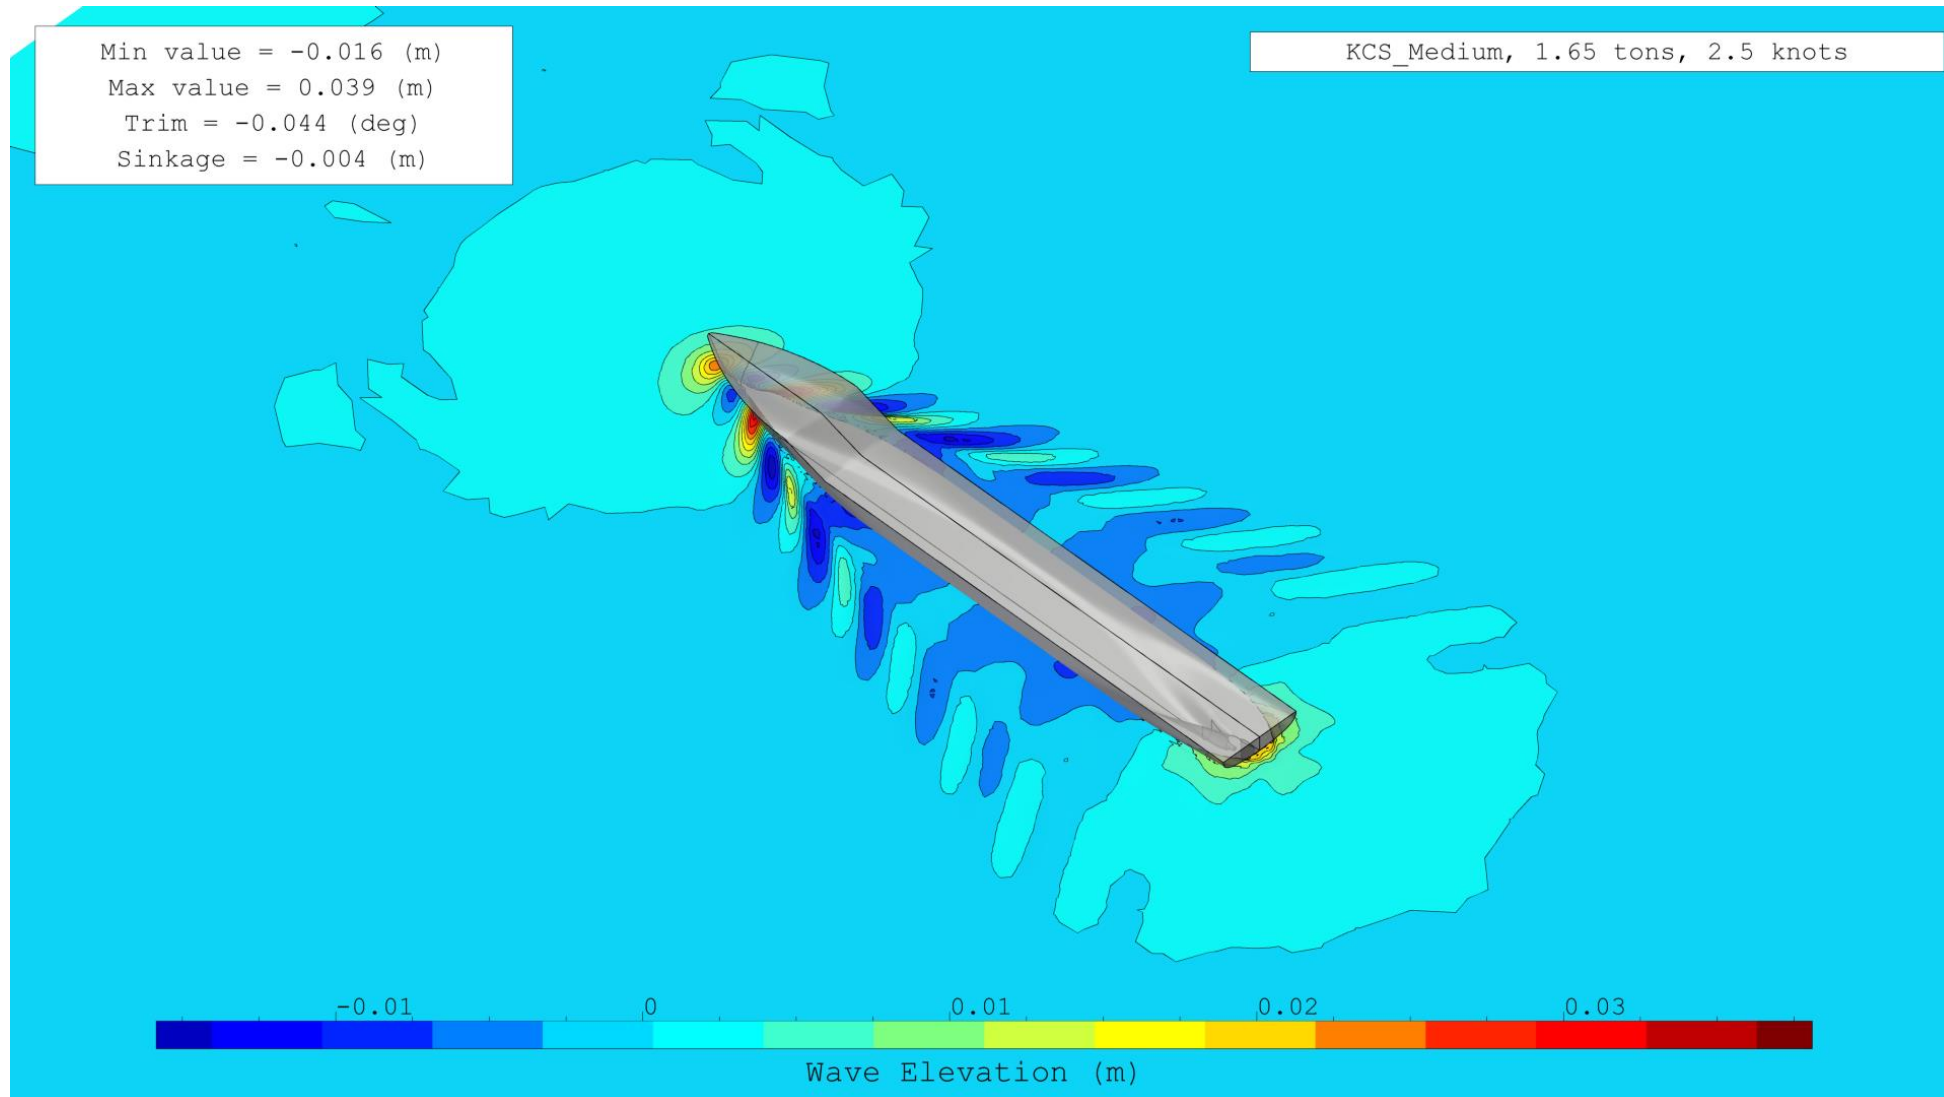 Min value = -0.016 (m)
Max value = 0.039 (m)
Trim = -0.044 (deg)
Sinkage = -0.004 (m)
KCS_Medium, 1.65 tons, 2.5 knots
-0.01 0 0.01 0.02 0.03
Wave Elevation (m)